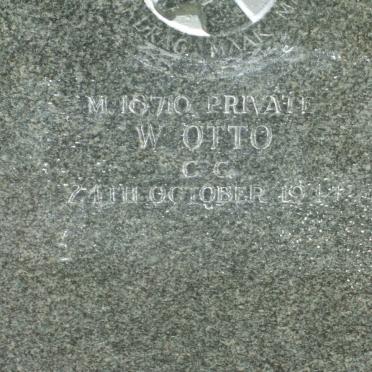 M.16710. PRIVATE
W. OTTO
C. C.
24TH OCTOBER 1944